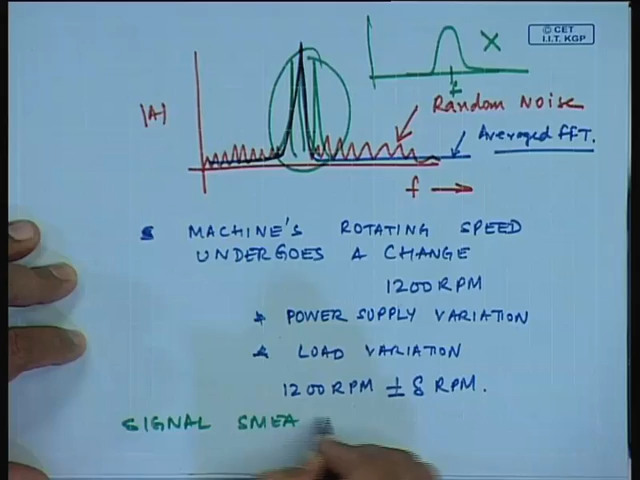 © CET
I.I.T. KGP
X
f
|A|
Random Noise
Averaged FFT.
f
MACHINE'S ROTATING SPEED
UNDERGOES A CHANGE
1200 RPM
* POWER SUPPLY VARIATION
* LOAD VARIATION
1200 RPM ± δ RPM.
SIGNAL SMEA